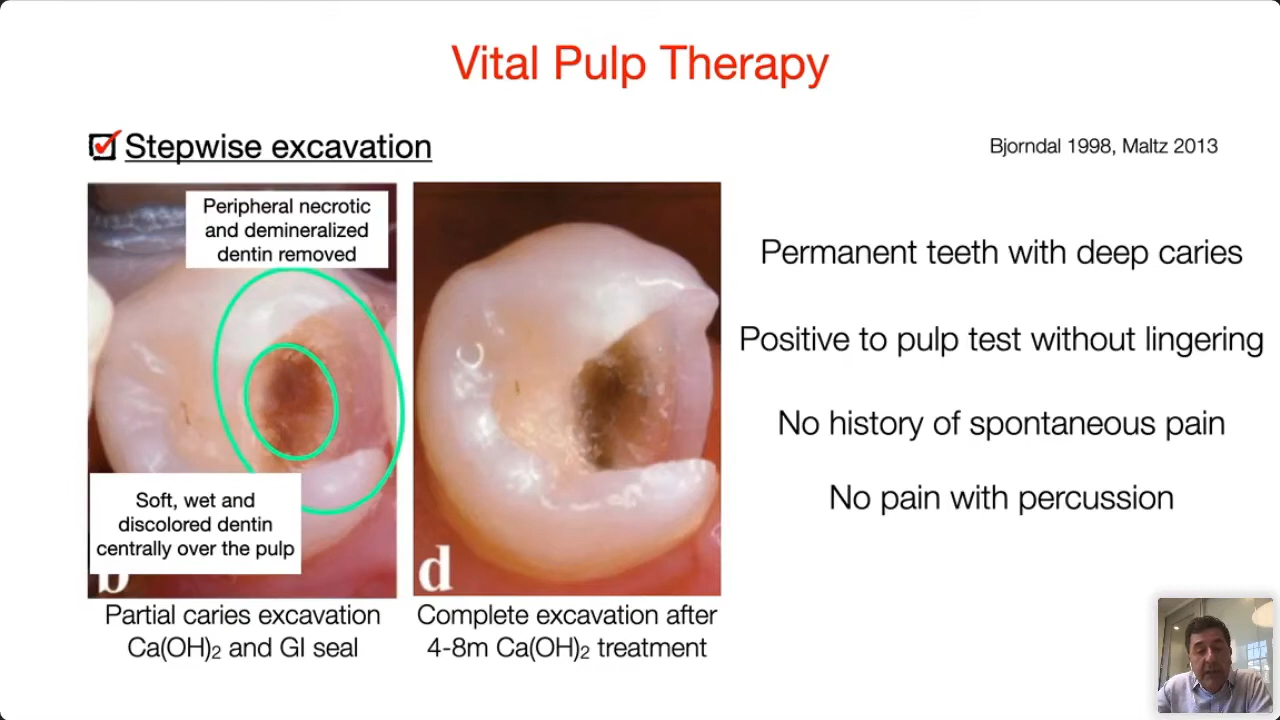 Vital Pulp Therapy
Stepwise excavation
Bjorndal 1998, Maltz 2013
Peripheral necrotic
and demineralized
dentin removed
Soft, wet and
discolored dentin
centrally over the pulp
b
d
Partial caries excavation
Ca(OH)₂ and GI seal
Complete excavation after
4-8m Ca(OH)₂ treatment
Permanent teeth with deep caries
Positive to pulp test without lingering
No history of spontaneous pain
No pain with percussion